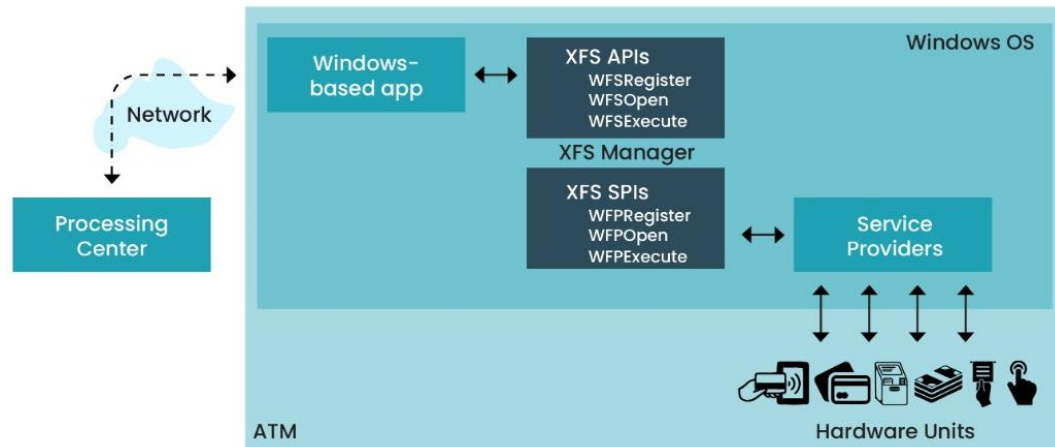 Windows OS
Windows-
based app
XFS APIs
WFSRegister
WFSOpen
WFSExecute
Network
XFS Manager
XFS SPIs
WFPRegister
WFPOpen
WFPExecute
Processing
Center
Service
Providers
ATM
Hardware Units